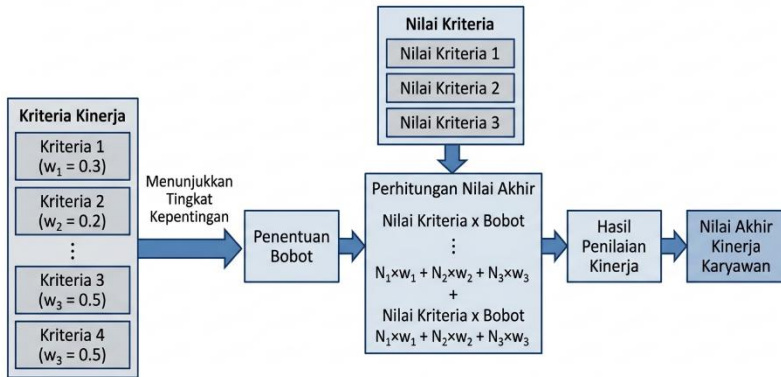 Kriteria Kinerja
Kriteria 1
(w₁ = 0.3)
Kriteria 2
(w₂ = 0.2)
⋮
Kriteria 3
(w₃ = 0.5)
Kriteria 4
(w₃ = 0.5)
Menunjukkan
Tingkat
Kepentingan
Penentuan
Bobot
Nilai Kriteria
Nilai Kriteria 1
Nilai Kriteria 2
Nilai Kriteria 3
Perhitungan Nilai Akhir
Nilai Kriteria x Bobot
⋮
N₁×w₁ + N₂×w₂ + N₃×w₃
+
Nilai Kriteria x Bobot
N₁×w₁ + N₂×w₂ + N₃×w₃
Hasil
Penilaian
Kinerja
Nilai Akhir
Kinerja
Karyawan